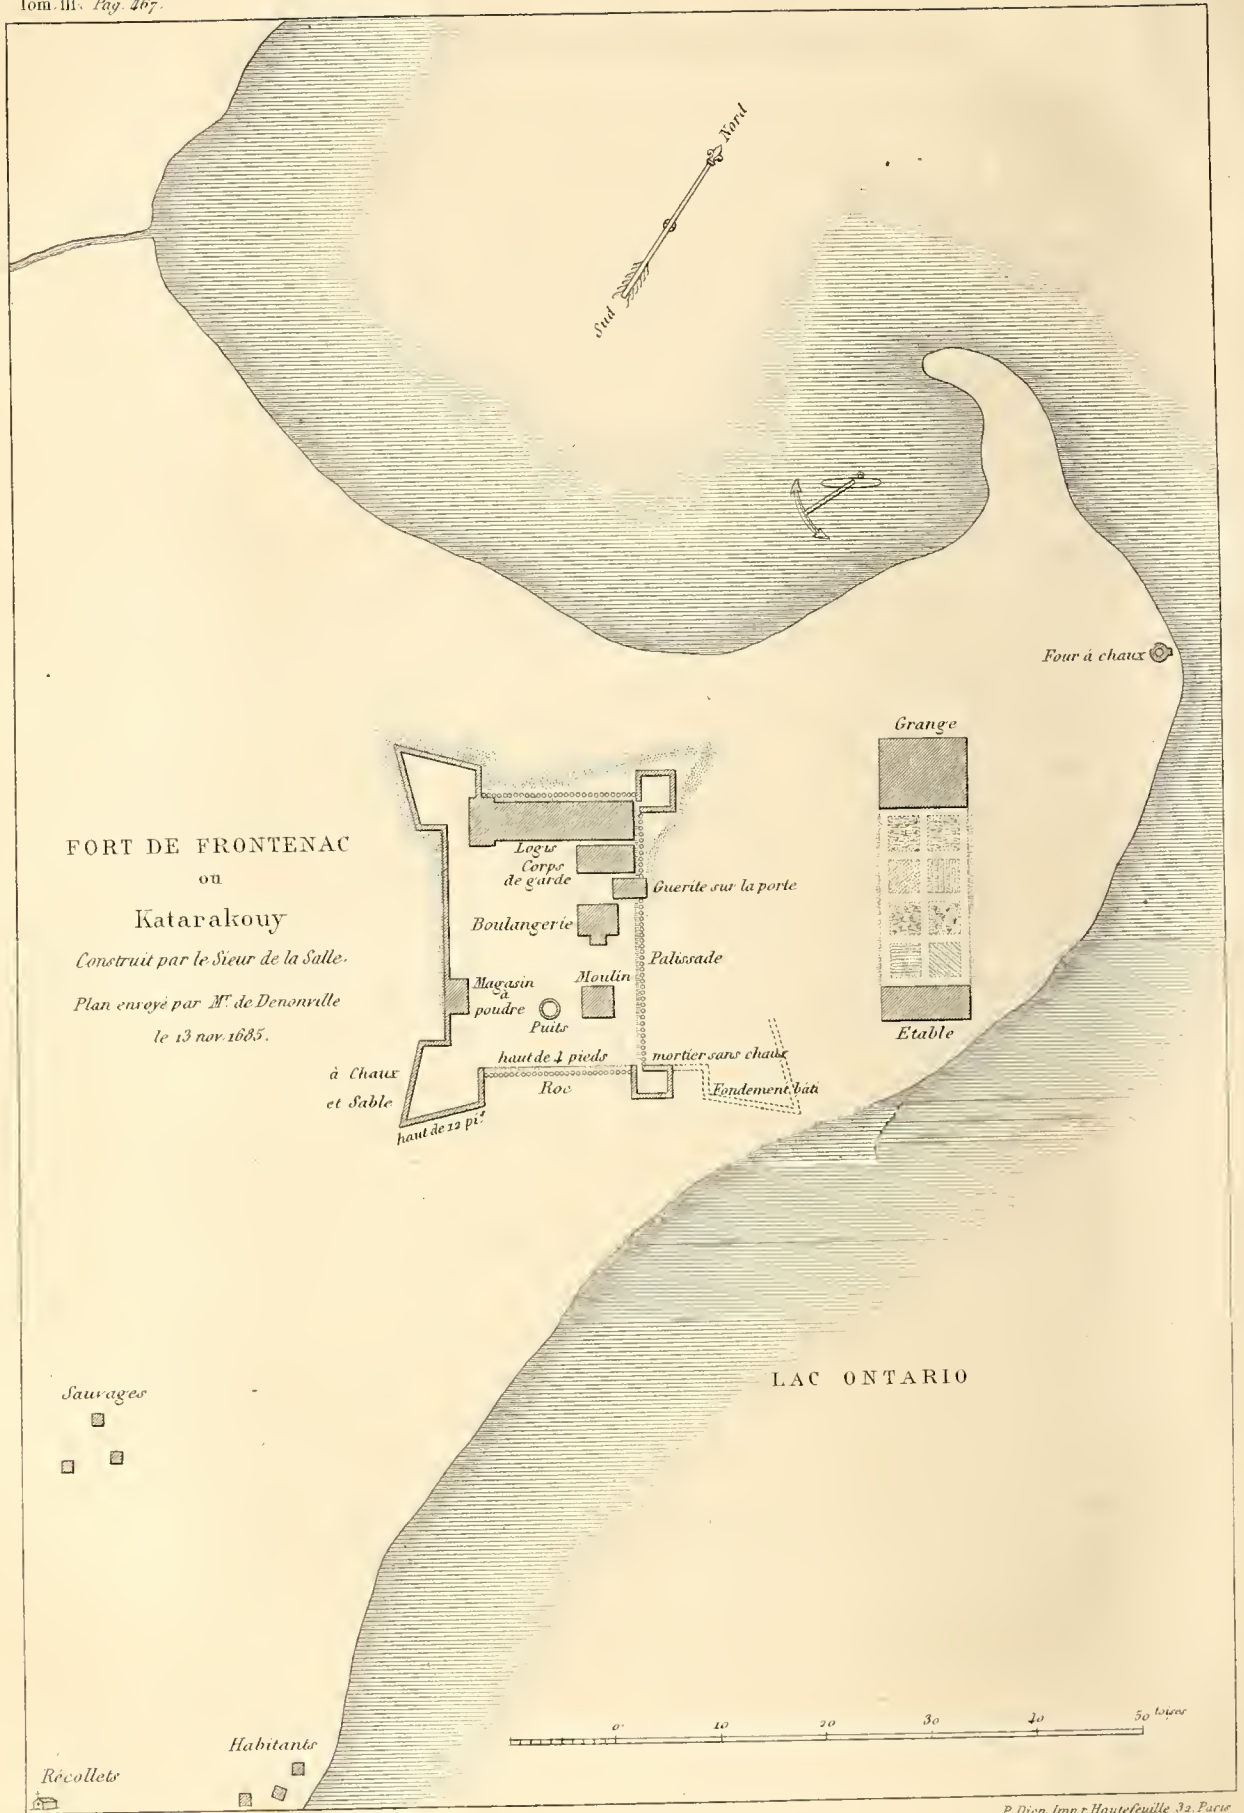 Tom. III. Pag. 467.
Nord
Sud
Four à chaux
Grange
FORT DE FRONTENAC
ou
Katarakouy
Construit par le Sieur de la Salle.
Plan envoyé par Mr. de Denonville
le 13 nov. 1685.
Logis
Corps
de garde
Guerite sur la porte
Boulangerie
Palissade
Magasin
à
poudre
Moulin
Puits
Etable
haut de 4 pieds
mortier sans chaux
à Chaux
et Sable
Roc
Fondement bâti
haut de 12 pi.ds
LAC ONTARIO
Sauvages
0 10 20 30 40 50 toises
Habitants
Récollets
P. Dien, Imp. r. Hautefeuille 32. Paris